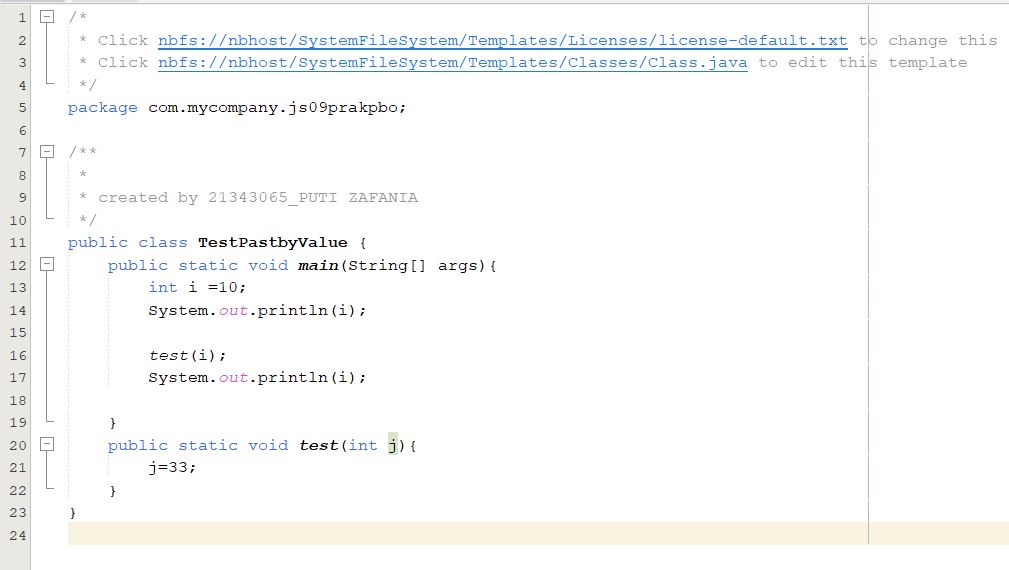 1 /*
2 * Click nbfs://nbhost/SystemFileSystem/Templates/Licenses/license-default.txt to change this
3 * Click nbfs://nbhost/SystemFileSystem/Templates/Classes/Class.java to edit this template
4 */
5 package com.mycompany.js09prakpbo;
6
7 /**
8 *
9 * created by 21343065_PUTI ZAFANIA
10 */
11 public class TestPastbyValue {
12 public static void main(String[] args){
13 int i =10;
14 System.out.println(i);
15
16 test(i);
17 System.out.println(i);
18
19 }
20 public static void test(int j){
21 j=33;
22 }
23 }
24